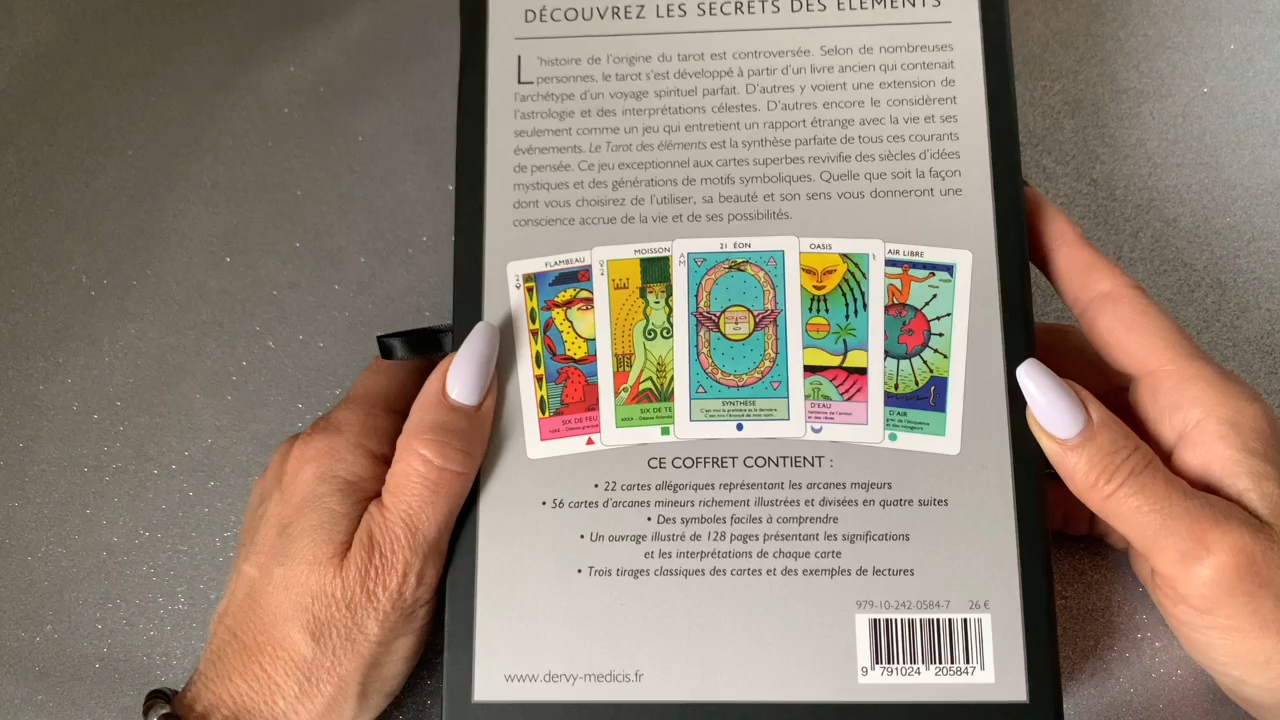 DÉCOUVREZ LES SECRETS DES ÉLÉMENTS
L'histoire de l'origine du tarot est controversée. Selon de nombreuses
personnes, le tarot s'est développé à partir d'un livre ancien qui contenait
l'archétype d'un voyage spirituel parfait. D'autres y voient une extension de
l'astrologie et des interprétations célestes. D'autres encore le considèrent
seulement comme un jeu qui entretient un rapport étrange avec la vie et ses
événements. Le Tarot des éléments est la synthèse parfaite de tous ces courants
de pensée. Ce jeu exceptionnel aux cartes superbes revivifie des siècles d'idées
mystiques et des générations de motifs symboliques. Quelle que soit la façon
dont vous choisirez de l'utiliser, sa beauté et son sens vous donneront une
conscience accrue de la vie et de ses possibilités.
FLAMBEAU
MOISSON
21 ÉON
OASIS
AIR LIBRE
SIX DE FEU
SIX DE TE
SYNTHÈSE
C'est moi la première et la dernière.
D'EAU
D'AIR
CE COFFRET CONTIENT :
• 22 cartes allégoriques représentant les arcanes majeurs
• 56 cartes d'arcanes mineurs richement illustrées et divisées en quatre suites
• Des symboles faciles à comprendre
• Un ouvrage illustré de 128 pages présentant les significations
et les interprétations de chaque carte
• Trois tirages classiques des cartes et des exemples de lectures
979-10-242-0584-7 26 €
9 791024 205847
www.dervy-medicis.fr